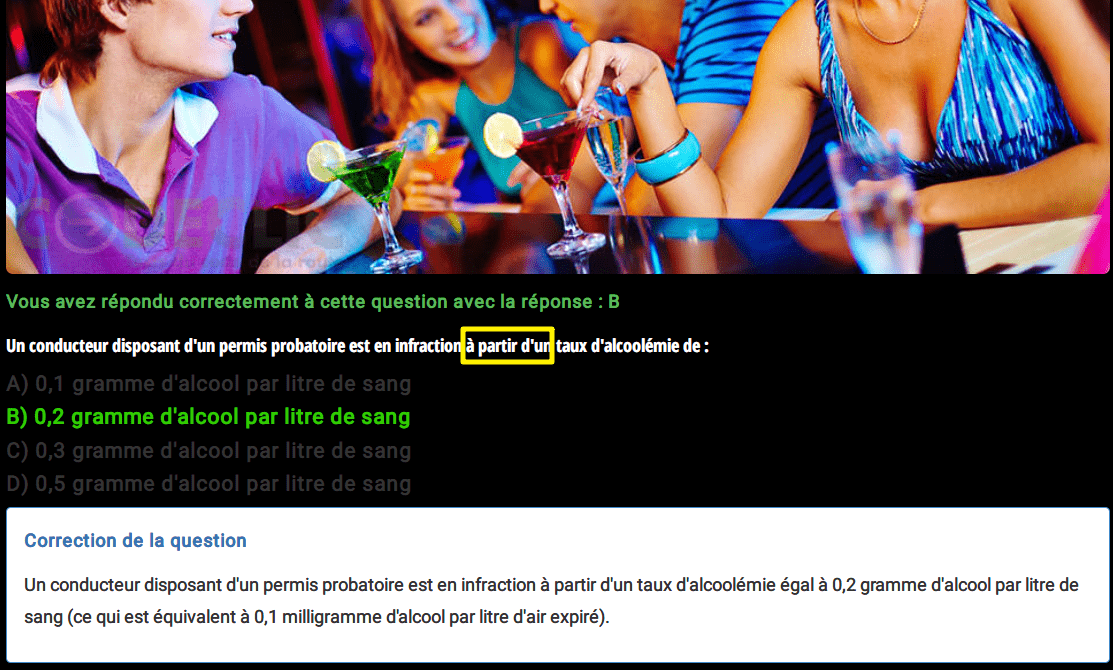 CODECLIC
Vous avez répondu correctement à cette question avec la réponse : B
Un conducteur disposant d'un permis probatoire est en infraction à partir d'un taux d'alcoolémie de :
A) 0,1 gramme d'alcool par litre de sang
B) 0,2 gramme d'alcool par litre de sang
C) 0,3 gramme d'alcool par litre de sang
D) 0,5 gramme d'alcool par litre de sang
Correction de la question
Un conducteur disposant d'un permis probatoire est en infraction à partir d'un taux d'alcoolémie égal à 0,2 gramme d'alcool par litre de
sang (ce qui est équivalent à 0,1 milligramme d'alcool par litre d'air expiré).